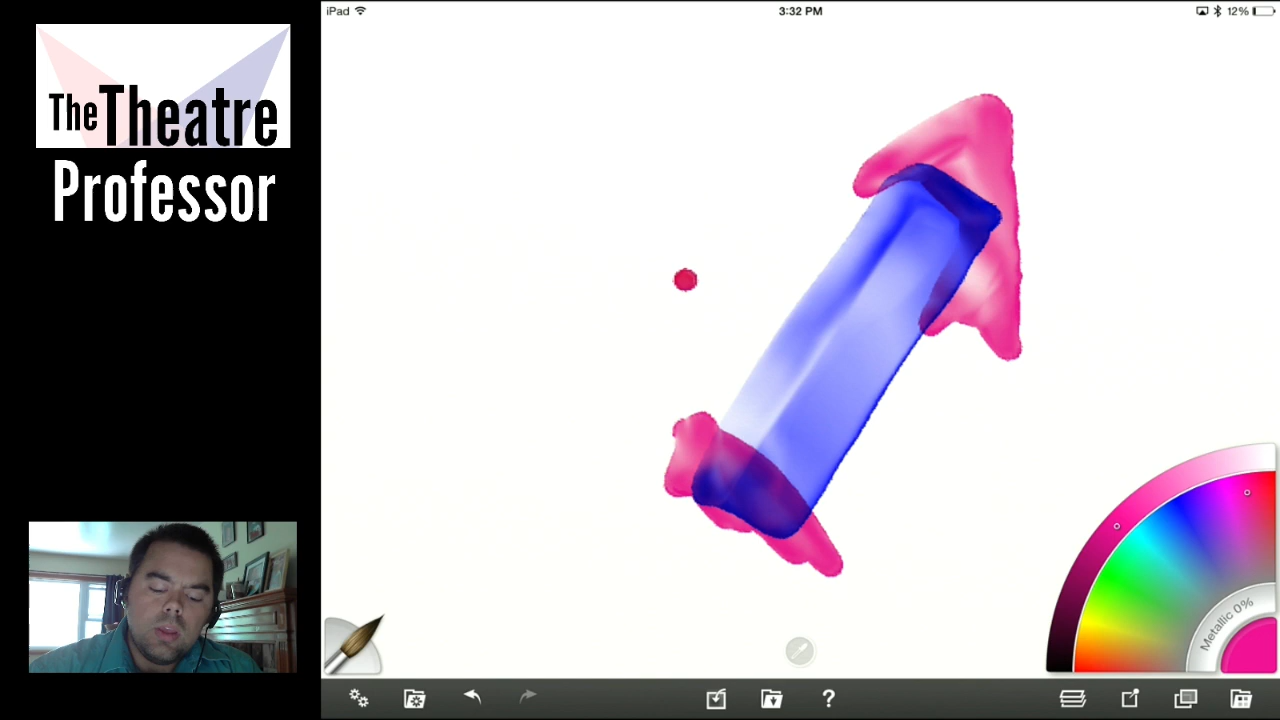 The Theatre
Professor
iPad
3:32 PM
12%
Metallic 0%
?